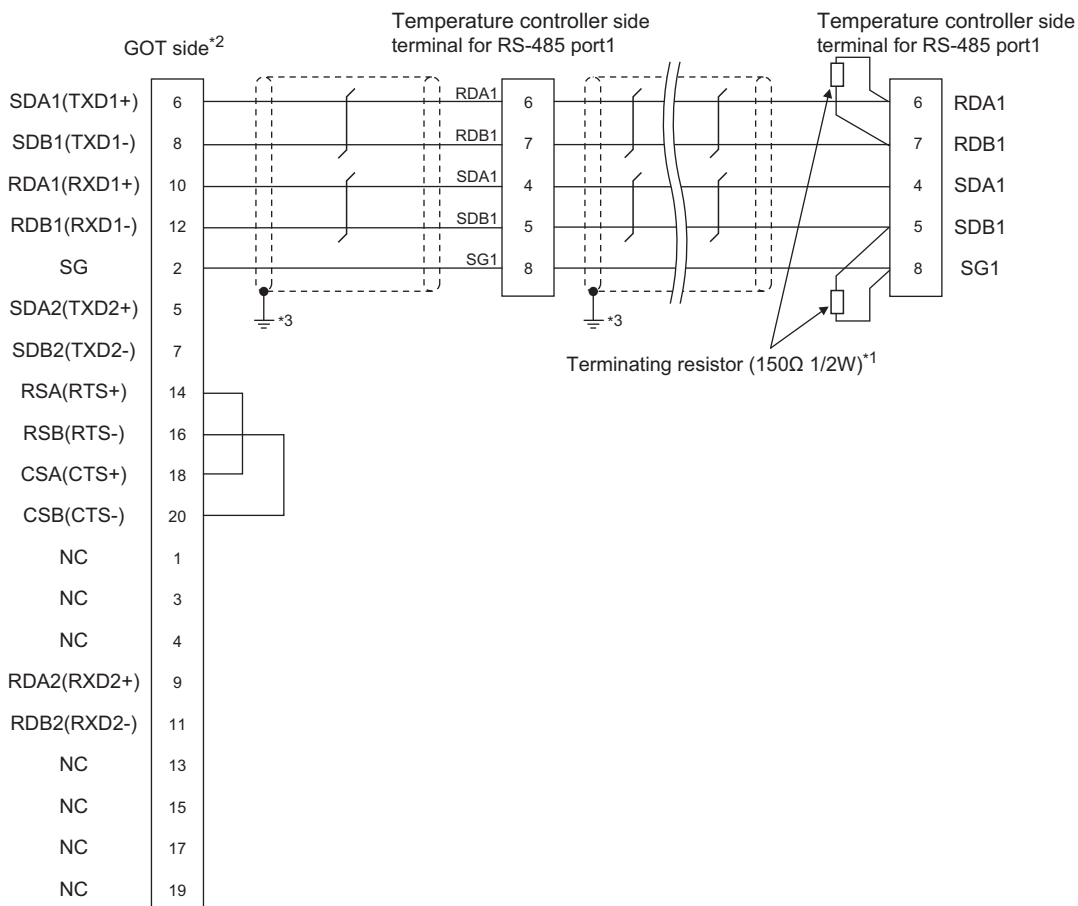 Temperature controller side
terminal for RS-485 port1
Temperature controller side
terminal for RS-485 port1
GOT side*2
SDA1(TXD1+) 6 RDA1 6 6 RDA1
SDB1(TXD1-) 8 RDB1 7 7 RDB1
RDA1(RXD1+) 10 SDA1 4 4 SDA1
RDB1(RXD1-) 12 SDB1 5 5 SDB1
SG 2 SG1 8 8 SG1
SDA2(TXD2+) 5 *3 *3
SDB2(TXD2-) 7
Terminating resistor (150Ω 1/2W)*1
RSA(RTS+) 14
RSB(RTS-) 16
CSA(CTS+) 18
CSB(CTS-) 20
NC 1
NC 3
NC 4
RDA2(RXD2+) 9
RDB2(RXD2-) 11
NC 13
NC 15
NC 17
NC 19